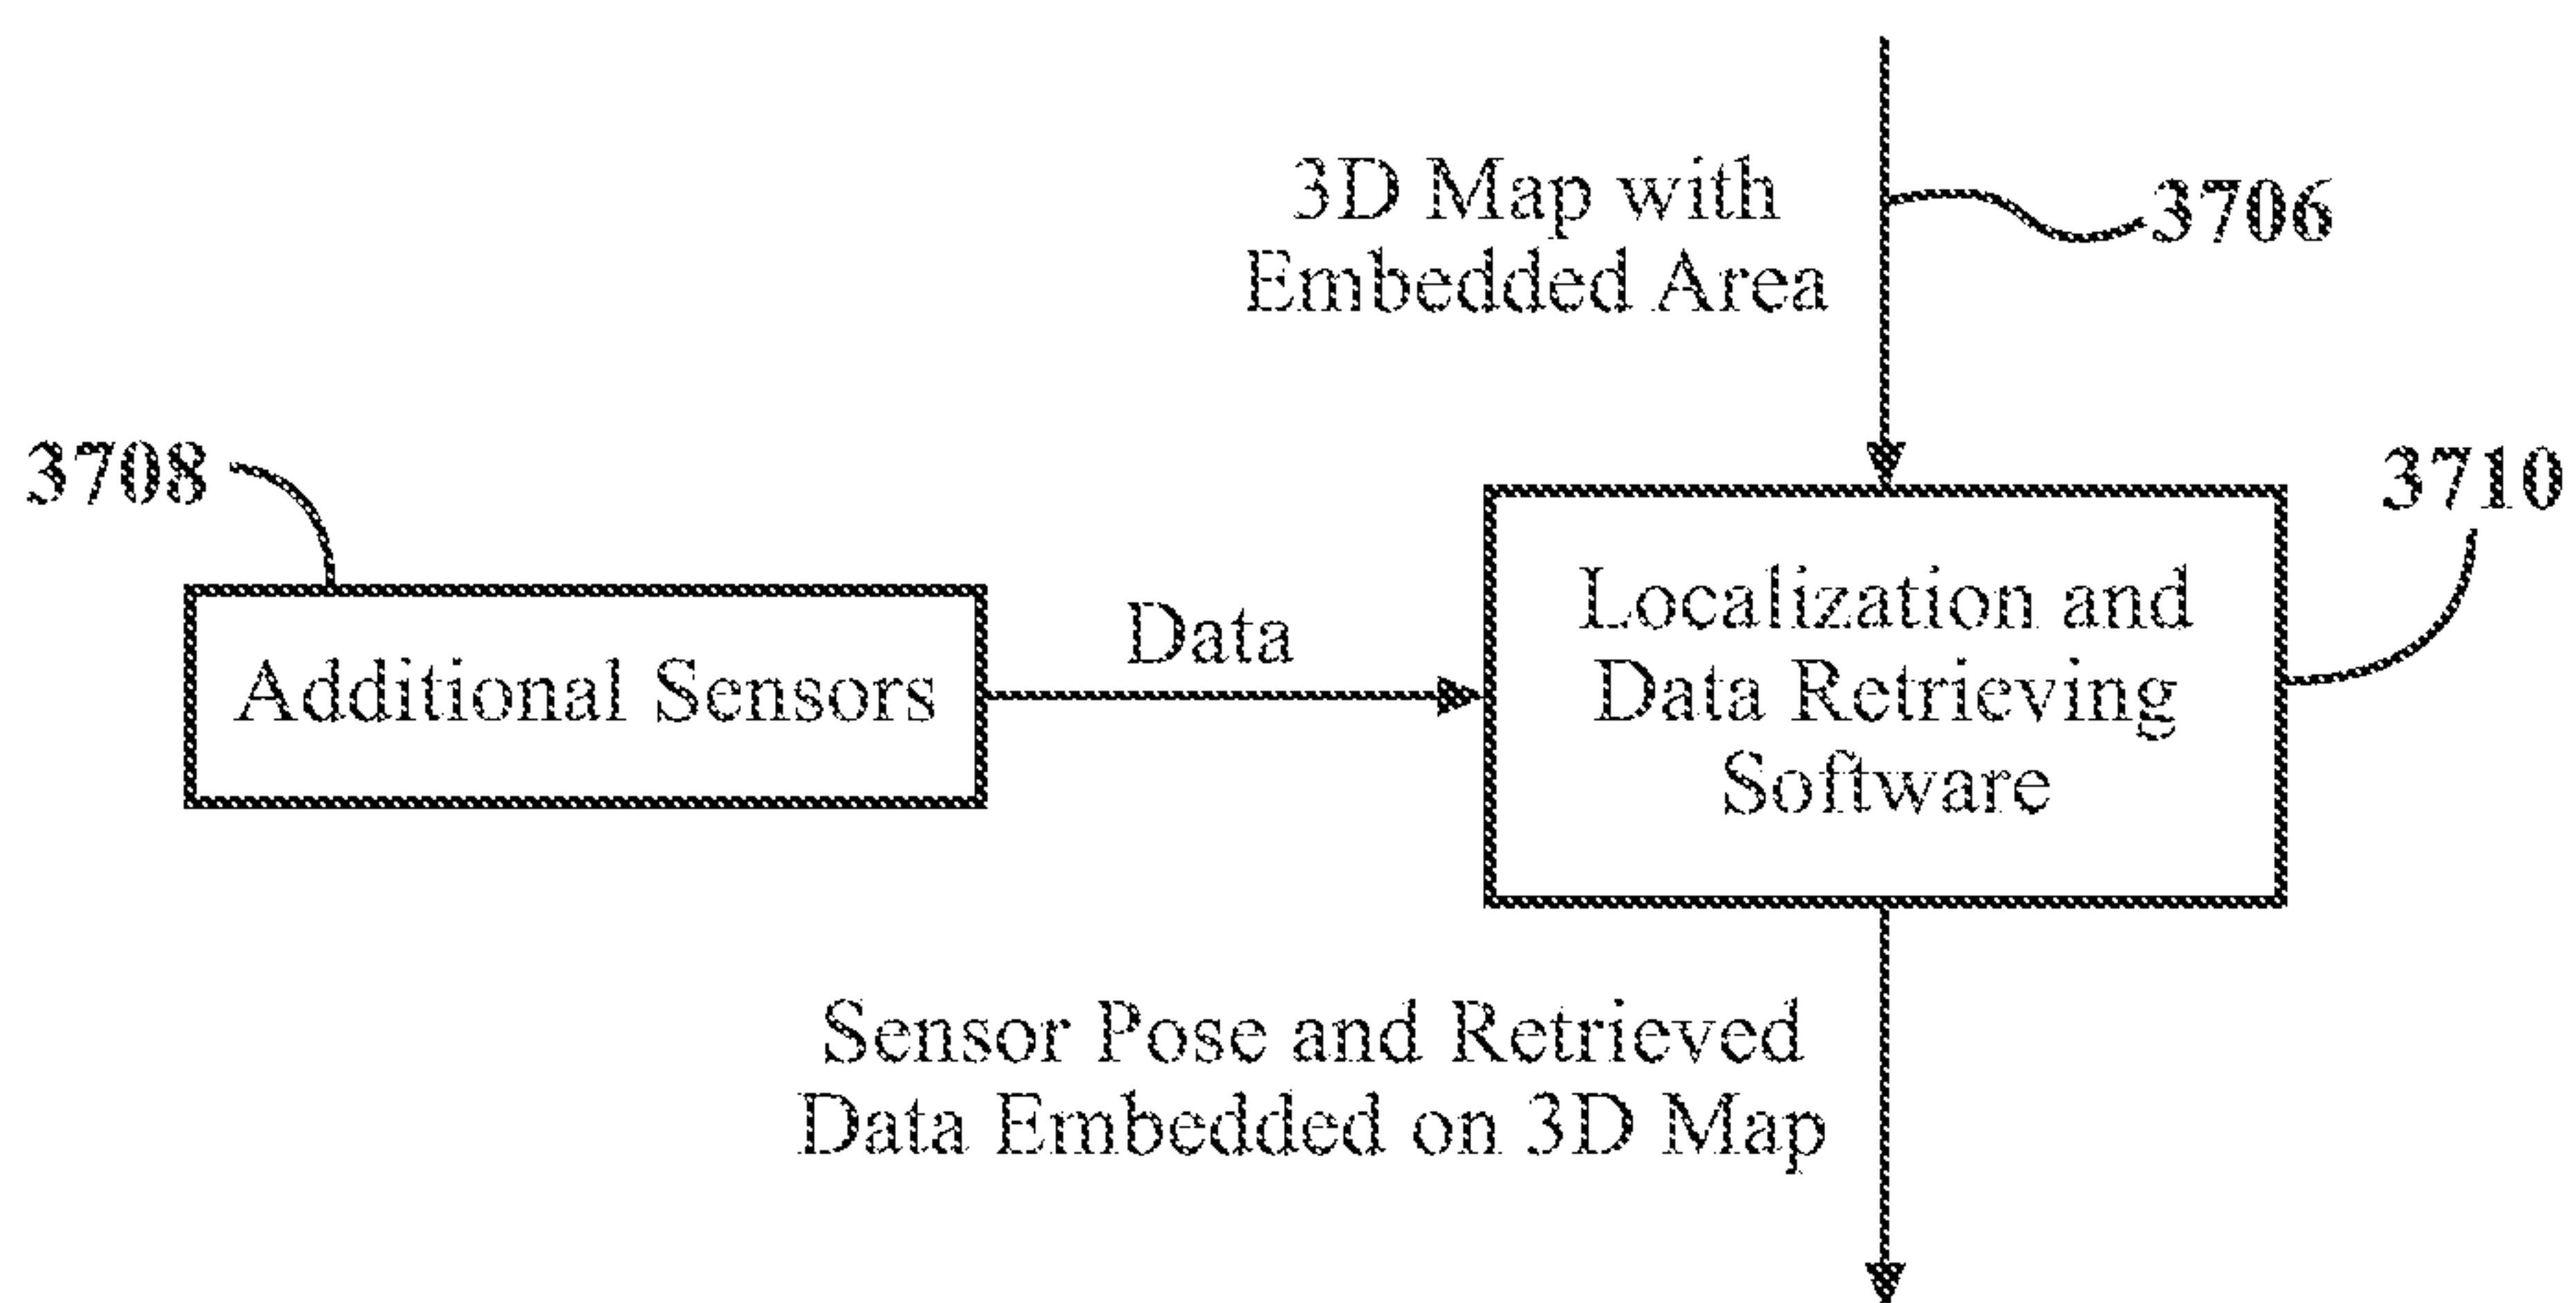 3D Map with
Embedded Area
3706
3708
3710
Additional Sensors
Data
Localization and
Data Retrieving
Software
Sensor Pose and Retrieved
Data Embedded on 3D Map